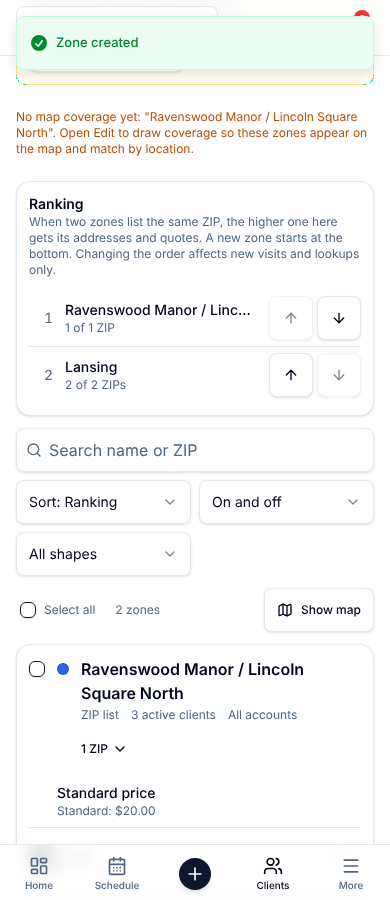 Zone created
No map coverage yet: "Ravenswood Manor / Lincoln Square
North". Open Edit to draw coverage so these zones appear on
the map and match by location.
Ranking
When two zones list the same ZIP, the higher one here
gets its addresses and quotes. A new zone starts at the
bottom. Changing the order affects new visits and lookups
only.
1 Ravenswood Manor / Linc...
1 of 1 ZIP
2 Lansing
2 of 2 ZIPs
Search name or ZIP
Sort: Ranking On and off
All shapes
Select all 2 zones Show map
Ravenswood Manor / Lincoln
Square North
ZIP list 3 active clients All accounts
1 ZIP
Standard price
Standard: $20.00
Home Schedule Clients More